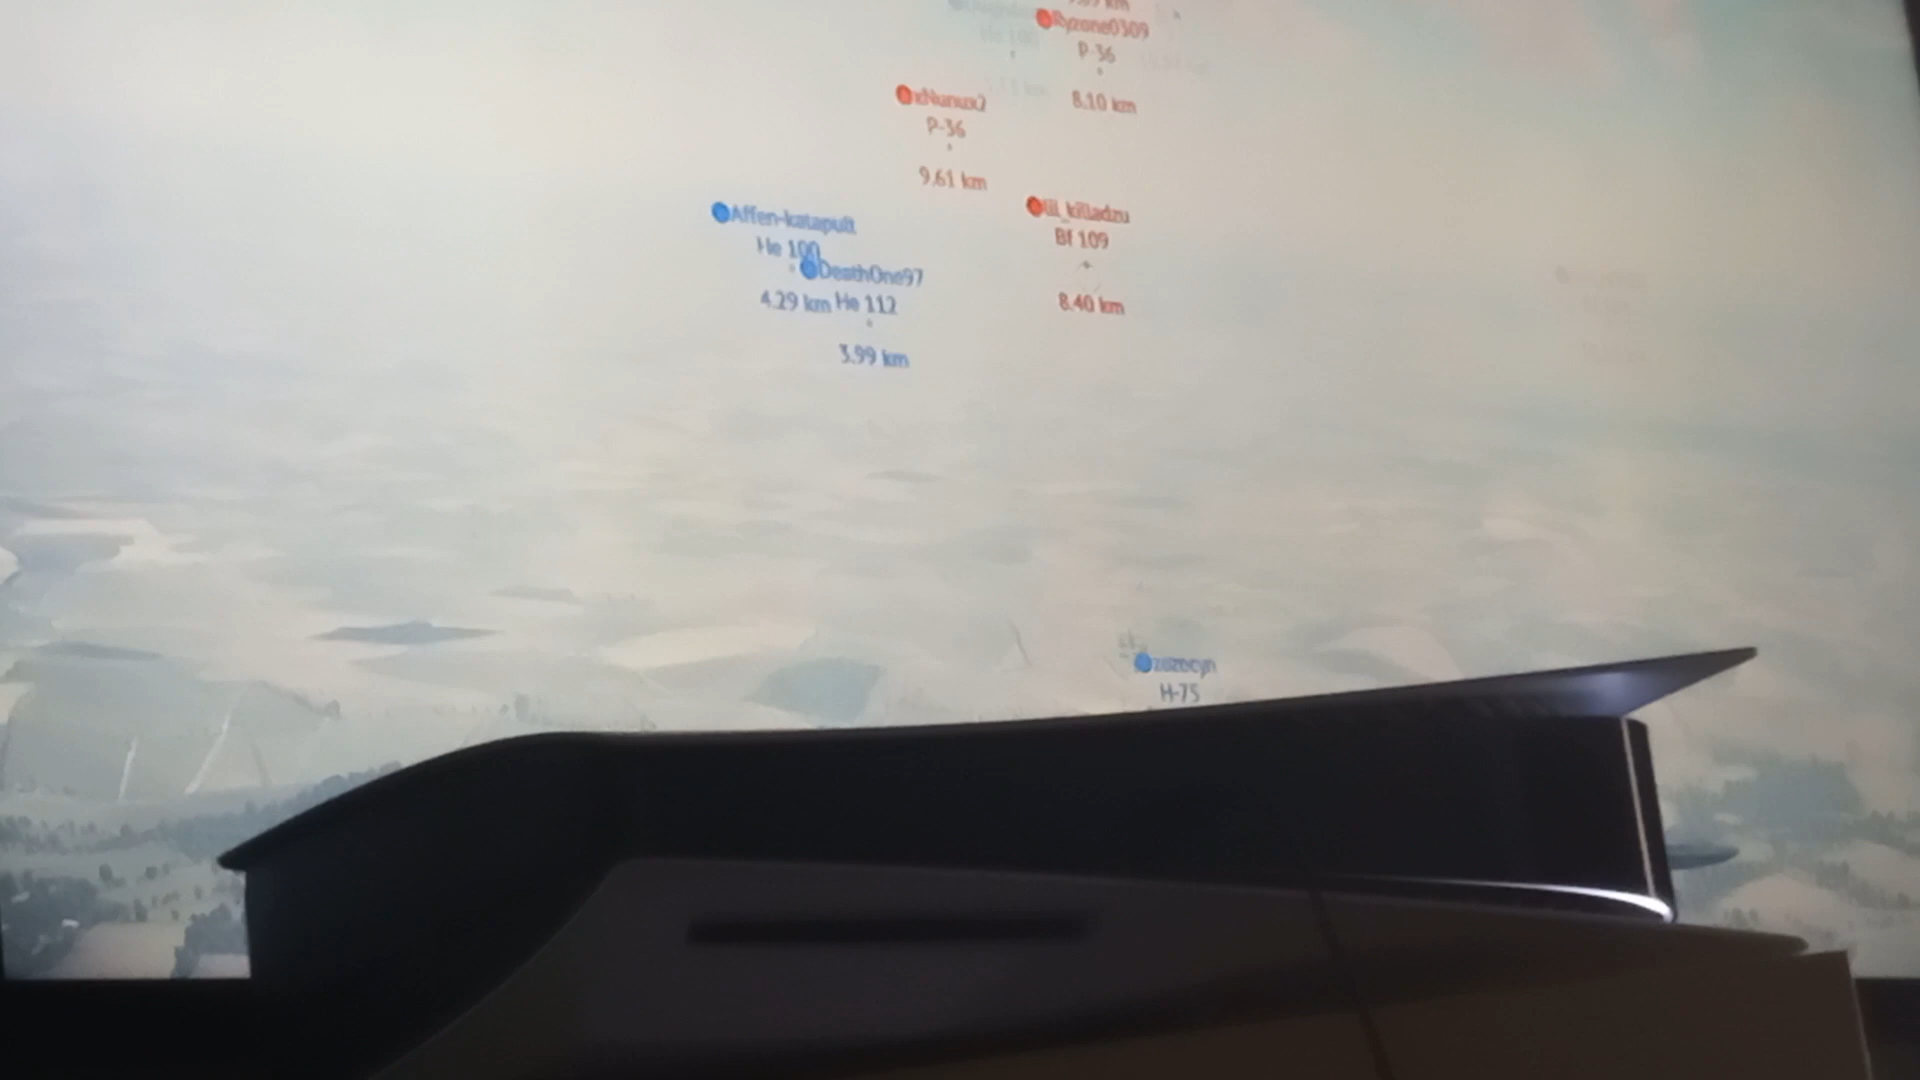 Ryzone0309
P-36
8.10 km
xNunux2
P-36
9.61 km
Affen-katapult
He 100
4.29 km
DeathOne97
He 112
3.99 km
lil_killadzu
Bf 109
8.40 km
zozocyn
H-75